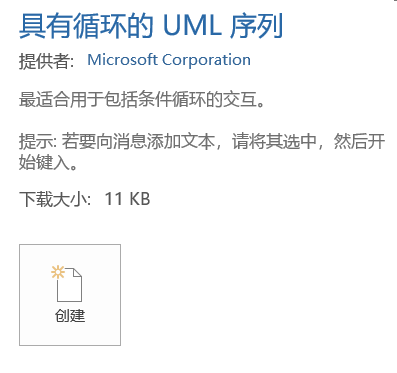 具有循环的 UML 序列
提供者: Microsoft Corporation
最适合用于包括条件循环的交互。
提示: 若要向消息添加文本，请将其选中，然后开
始键入。
下载大小: 11 KB
创建